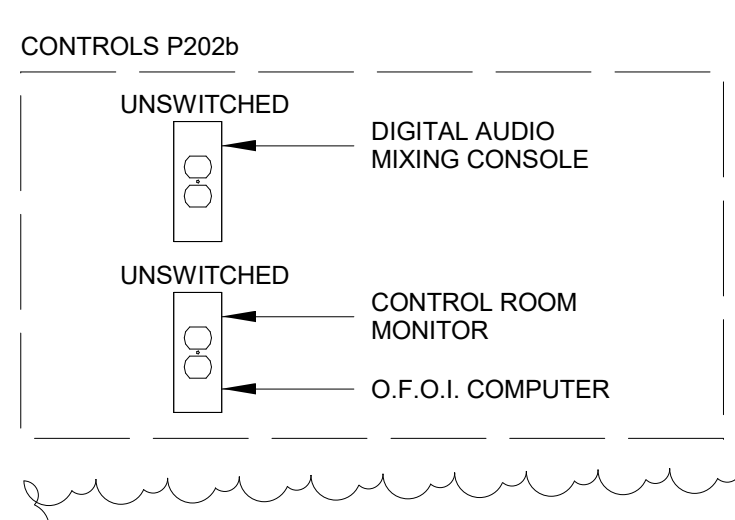 CONTROLS P202b
UNSWITCHED
DIGITAL AUDIO
MIXING CONSOLE
UNSWITCHED
CONTROL ROOM
MONITOR
O.F.O.I. COMPUTER